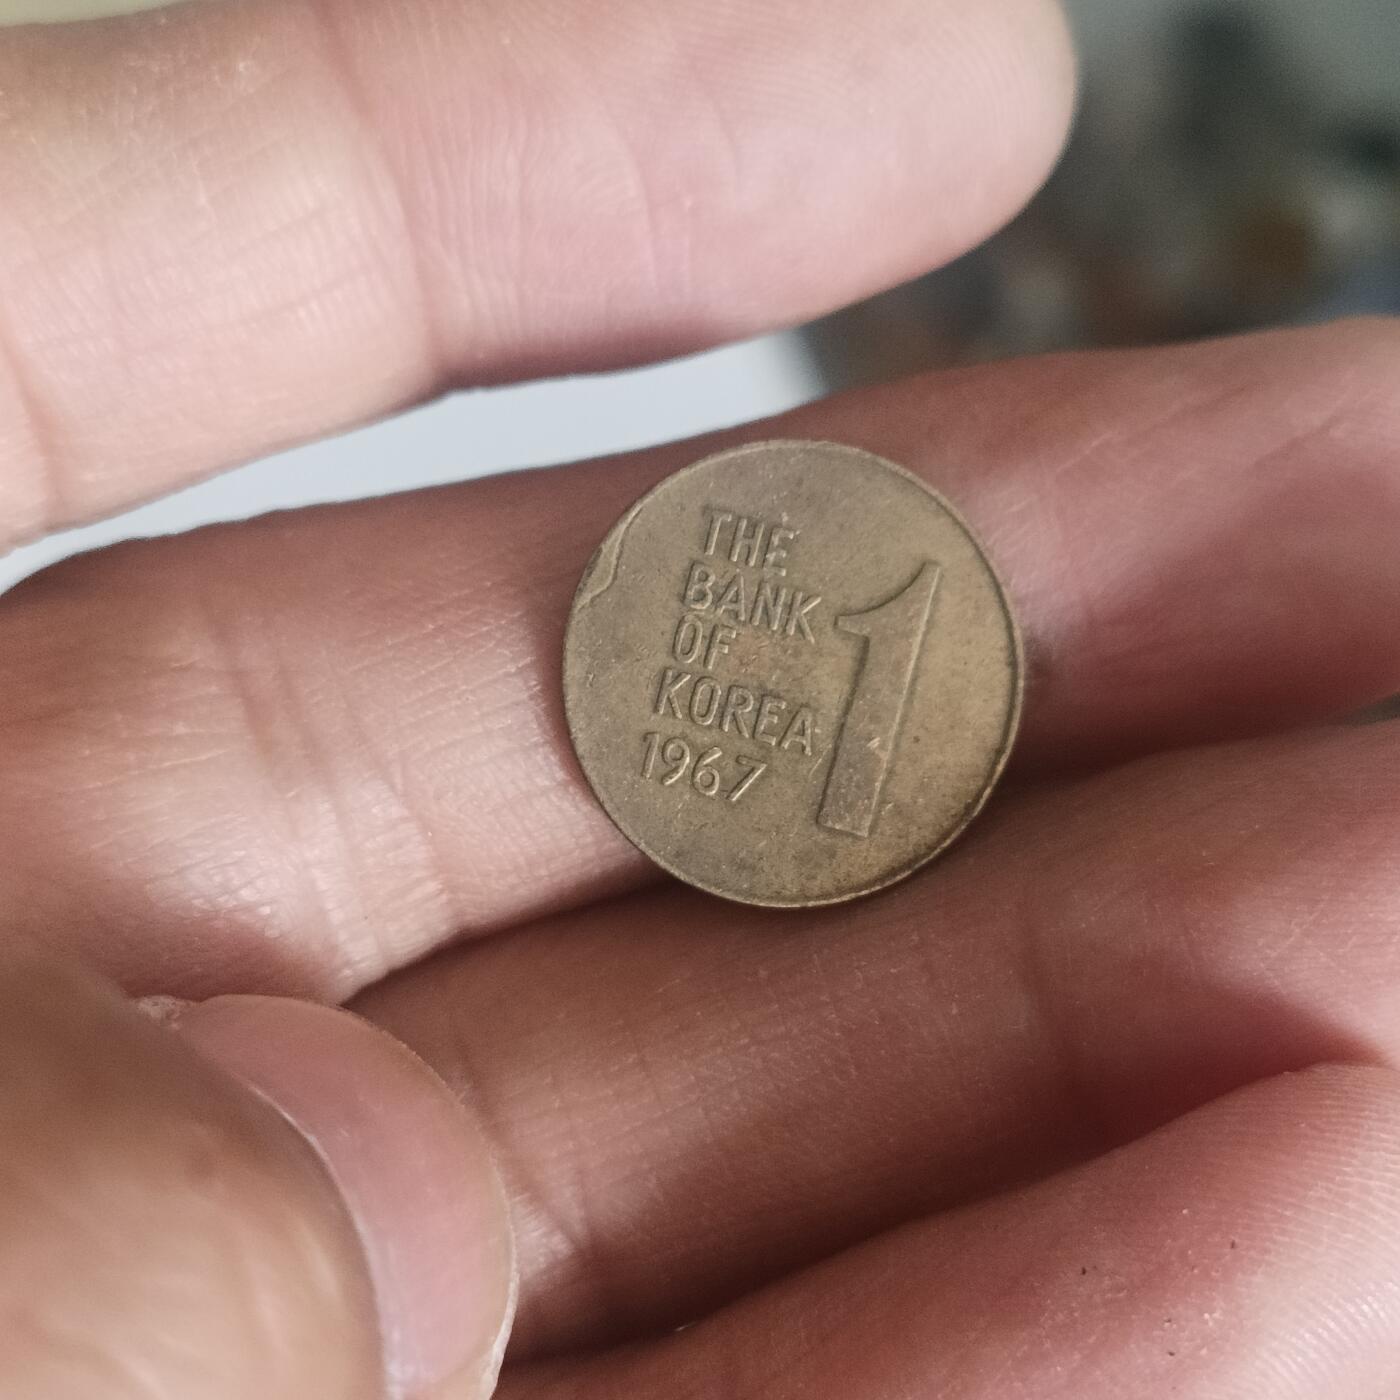 THE
BANK
OF
KOREA
1967
1